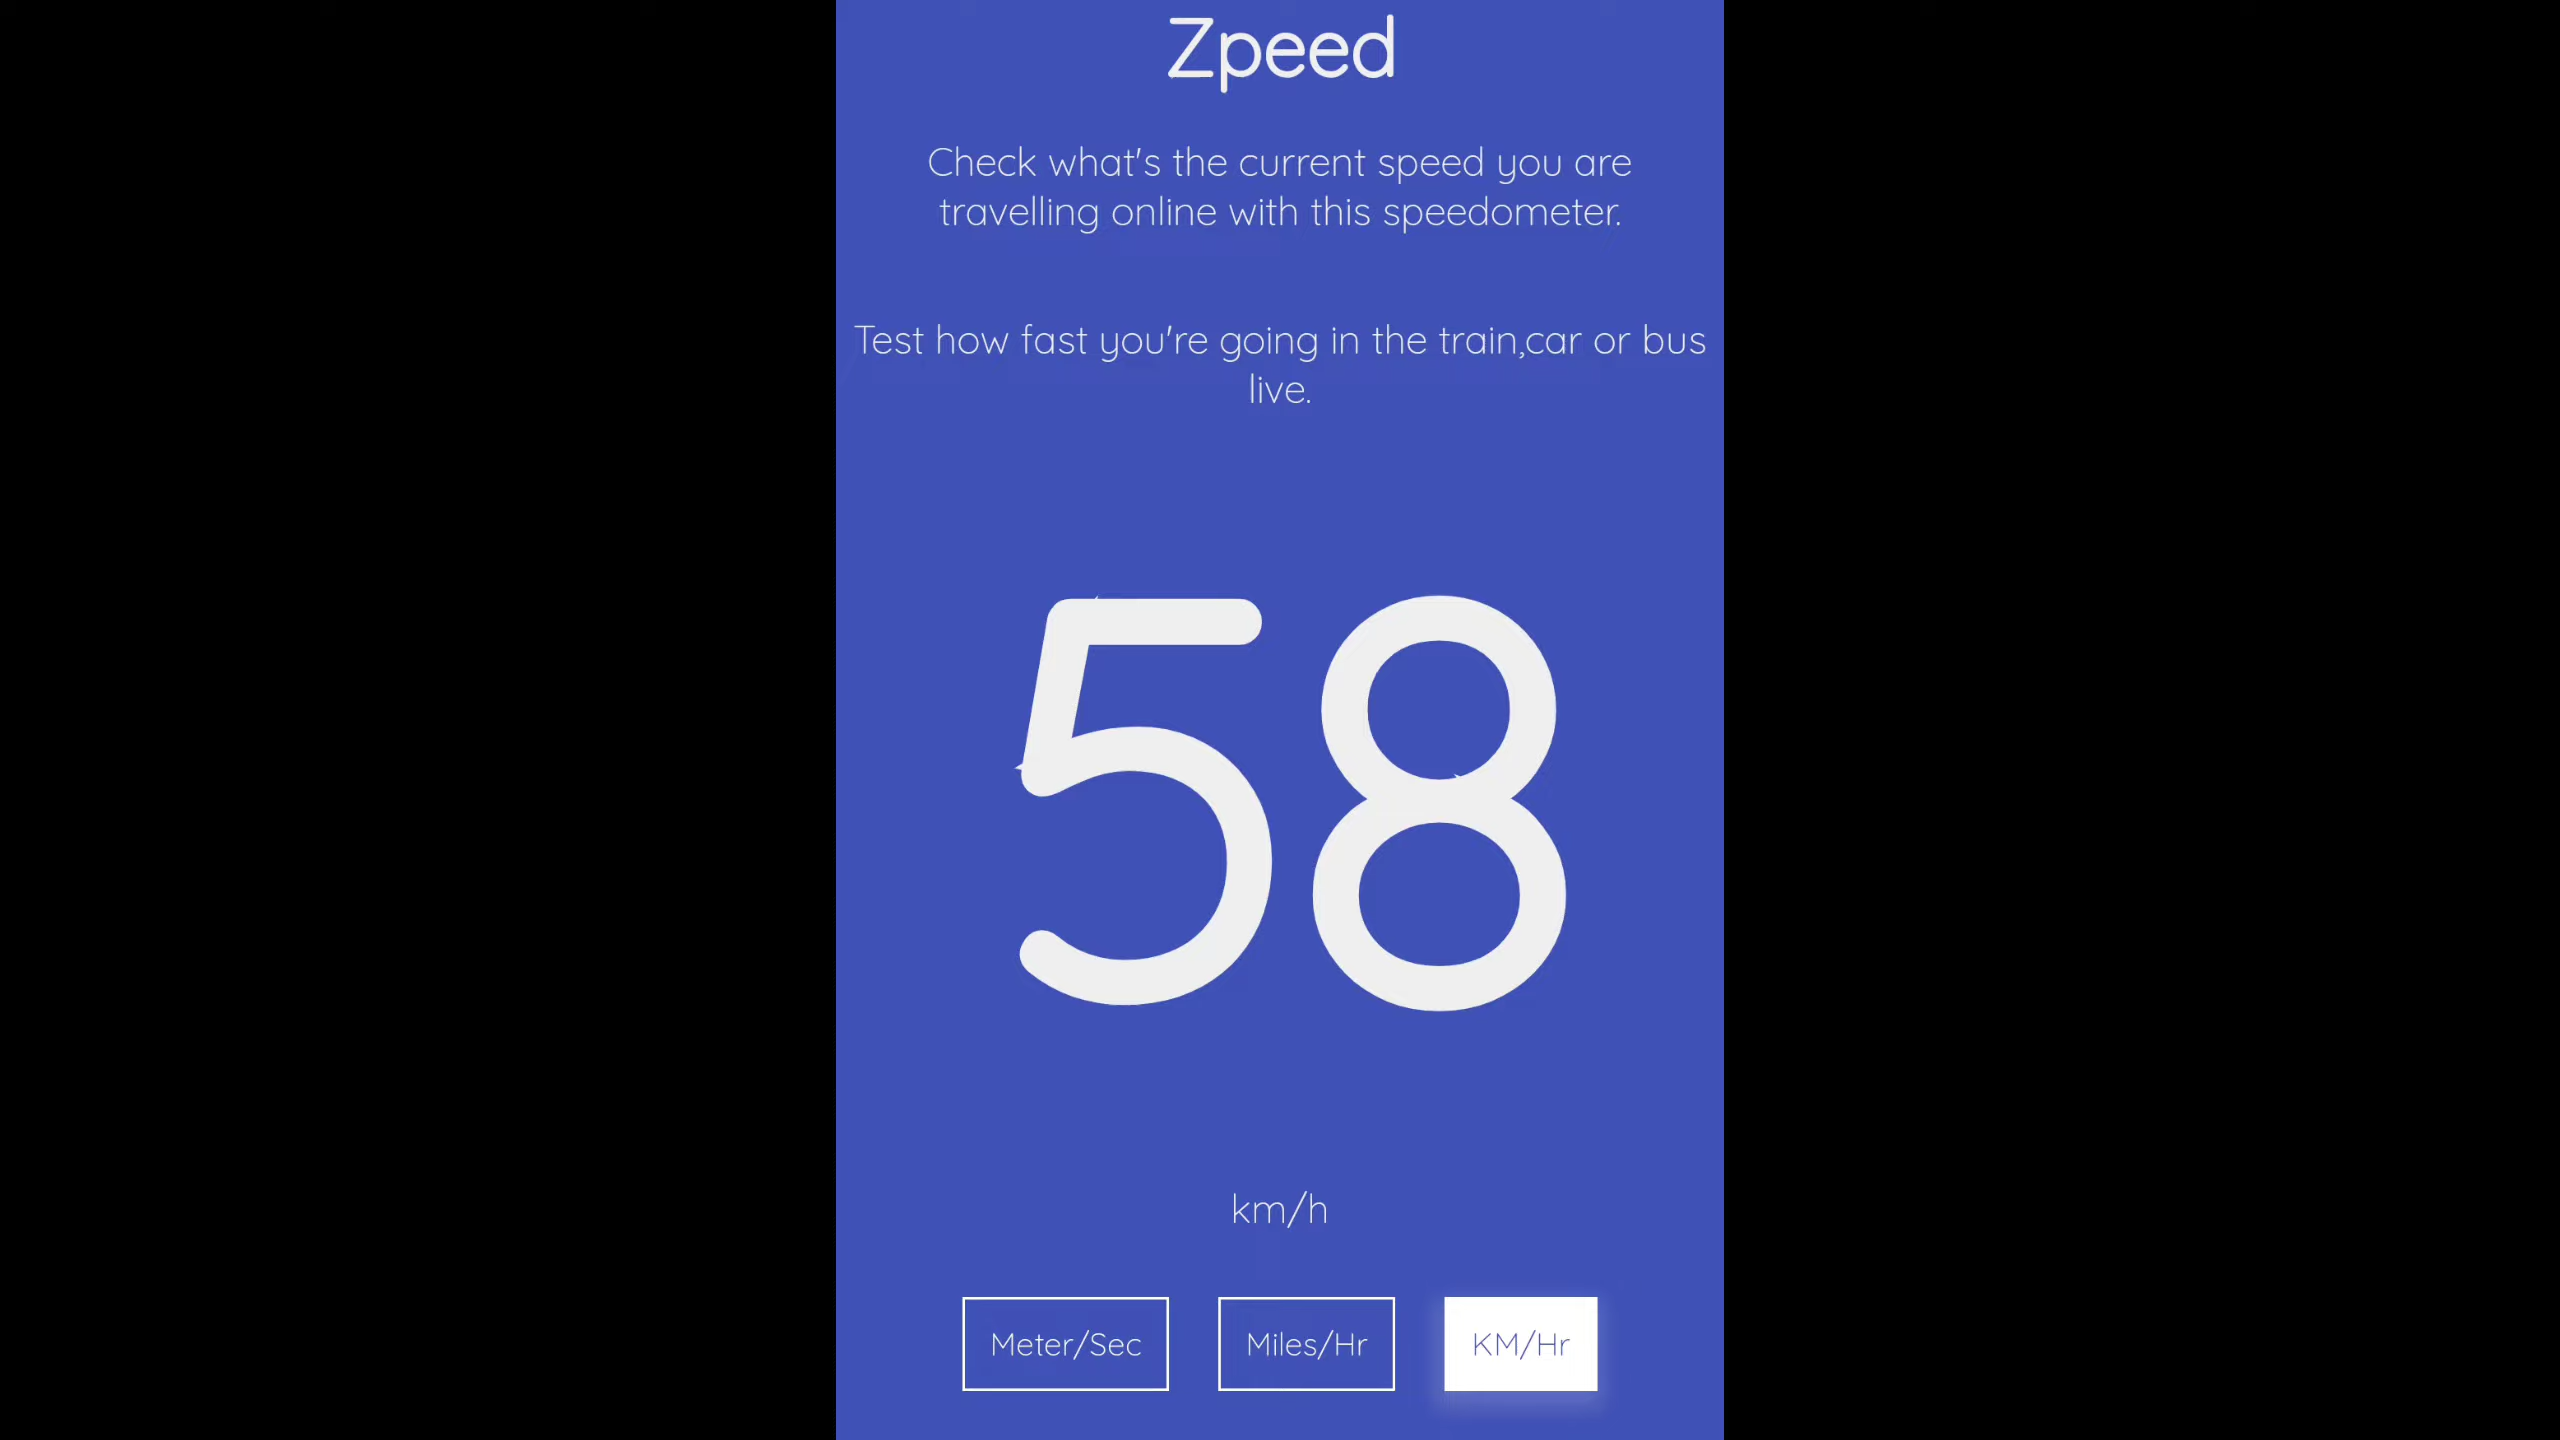 Zpeed
Check what's the current speed you are
travelling online with this speedometer.
Test how fast you're going in the train,car or bus
live.
58
km/h
Meter/Sec Miles/Hr KM/Hr